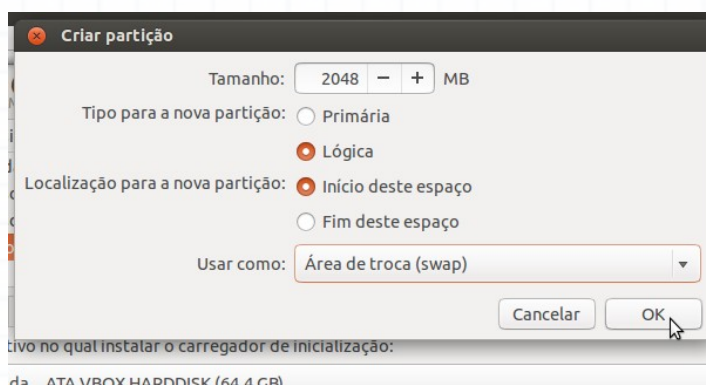 Criar partição
Tamanho: 2048 − + MB
Tipo para a nova partição: Primária
Lógica
Localização para a nova partição: Início deste espaço
Fim deste espaço
Usar como: Área de troca (swap)
Cancelar OK
tivo no qual instalar o carregador de inicialização:
da ATA VBOX HARDDISK (64.4 GB)